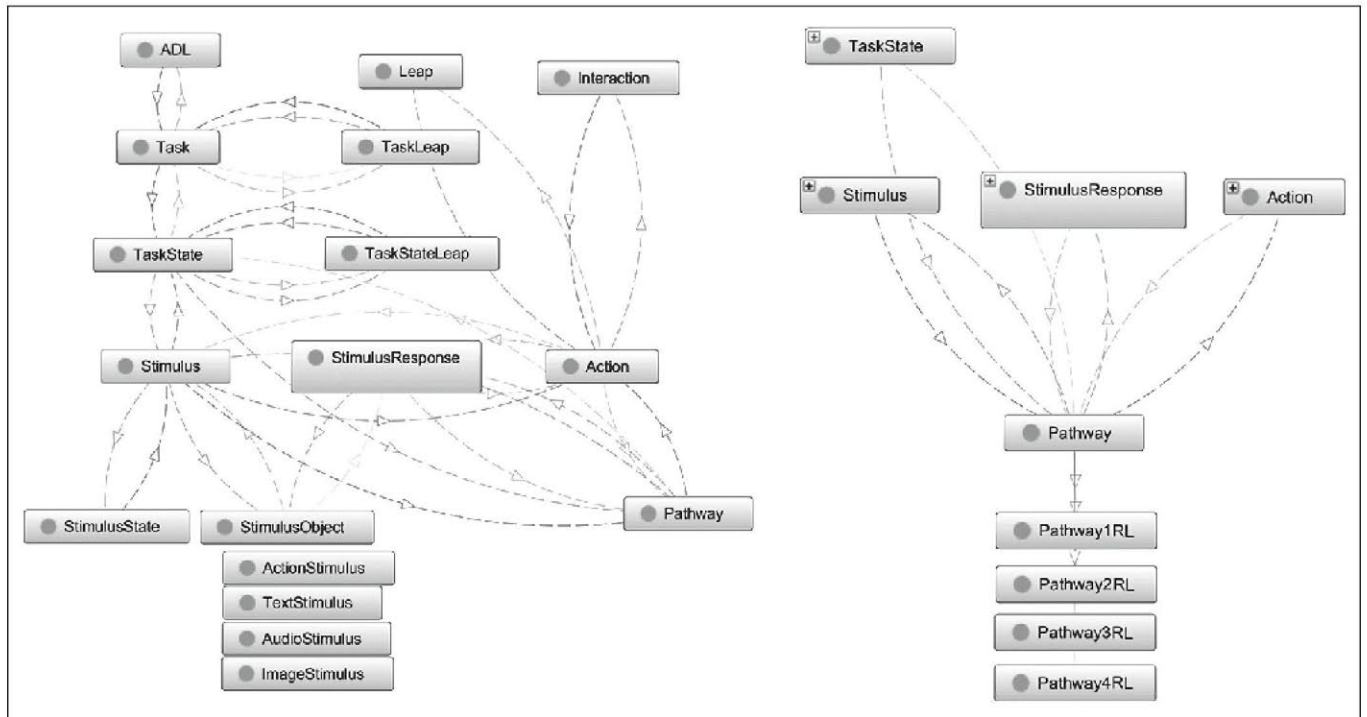 ADL
Leap
Interaction
Task
TaskLeap
TaskState
TaskStateLeap
Stimulus
StimulusResponse
Action
StimulusState
StimulusObject
Pathway
ActionStimulus
TextStimulus
AudioStimulus
ImageStimulus
TaskState
Stimulus
StimulusResponse
Action
Pathway
Pathway1RL
Pathway2RL
Pathway3RL
Pathway4RL